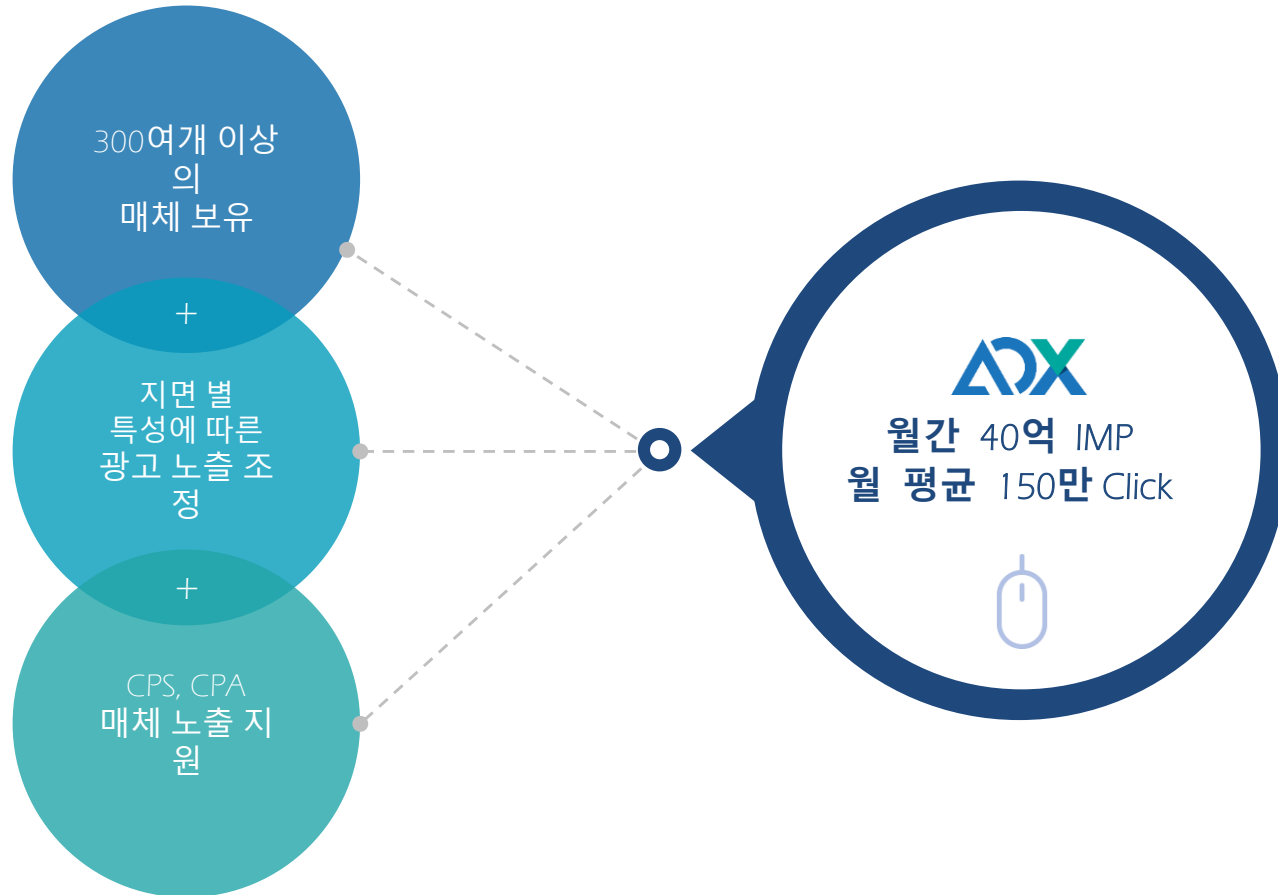 300여개 이상
의
매체 보유
+
지면 별
특성에 따른
광고 노츨 조
정
+
CPS, CPA
매체 노출 지
원
ADX
월간 40억 IMP
월 평균 150만 Click